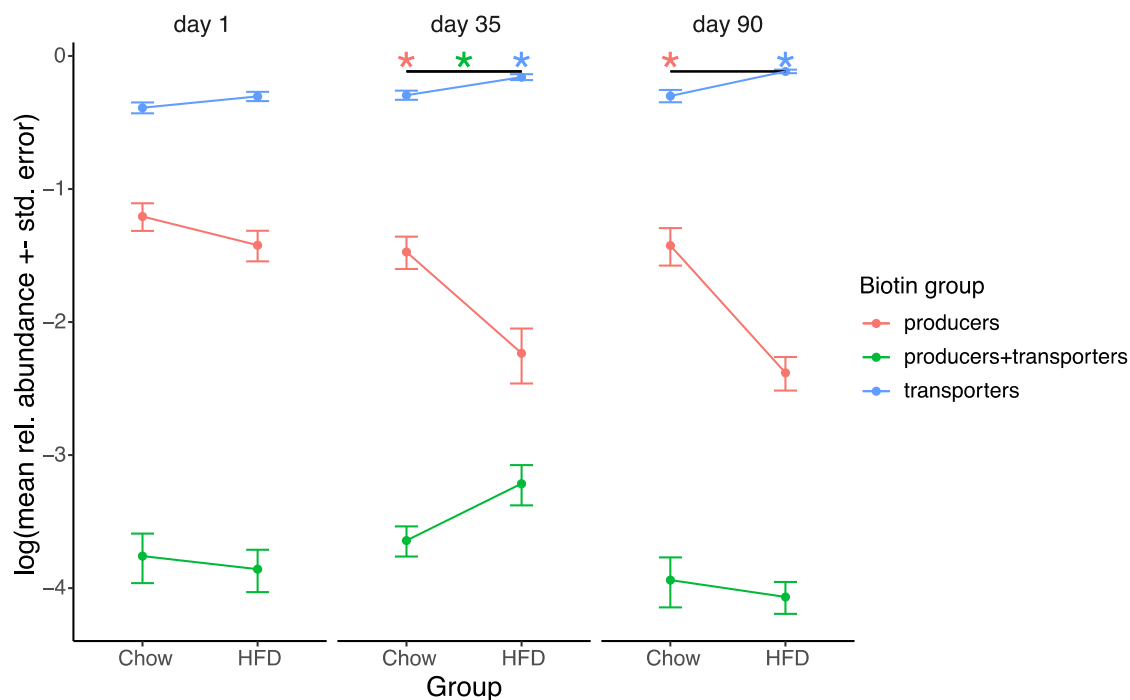 day 1 day 35 day 90
log(mean rel. abundance +- std. error)
0
−1
−2
−3
−4
* * * * *
Biotin group
producers
producers+transporters
transporters
Chow HFD Chow HFD Chow HFD
Group